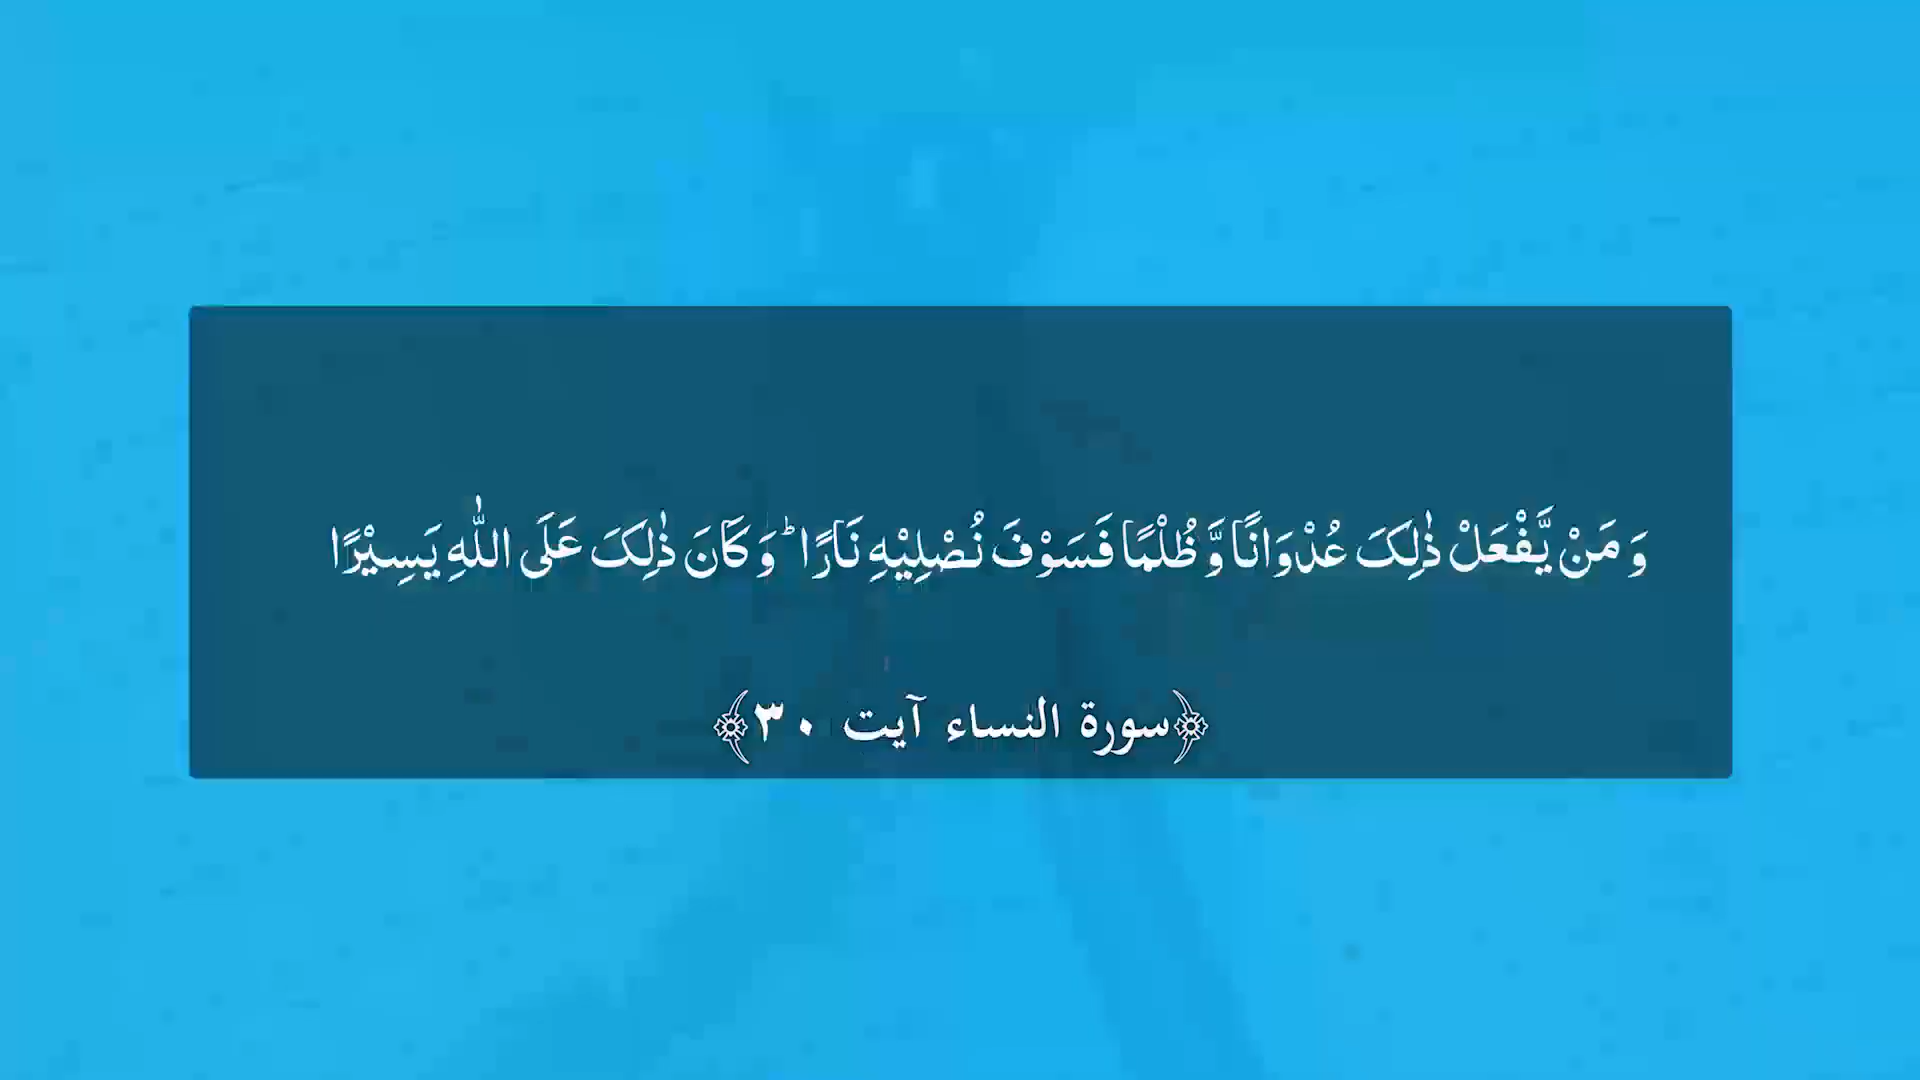 وَ مَنْ یَّفْعَلْ ذٰلِکَ عُدْوَانًا وَّ ظُلْمًا فَسَوْفَ نُصْلِیْهِ نَارًا ؕ وَ کَانَ ذٰلِکَ عَلَی اللّٰهِ یَسِیْرًا
﴿سورة النساء آیت ۳۰﴾